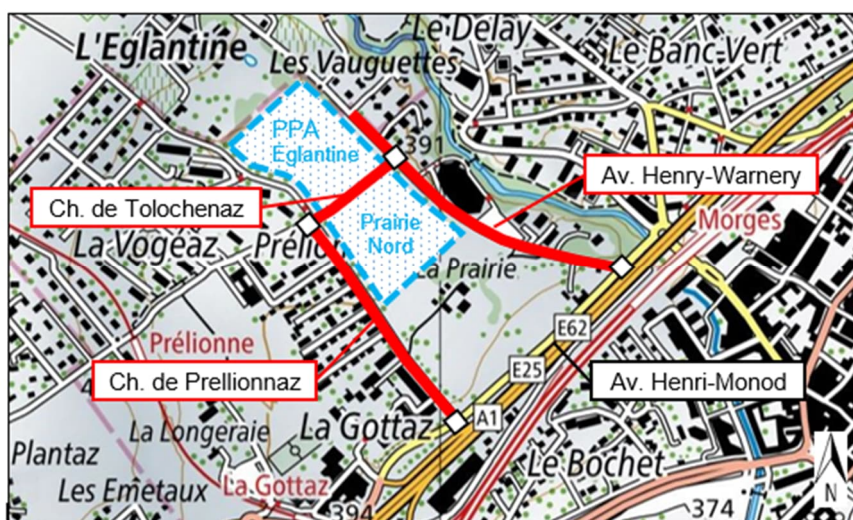 L'Eglantine
Les Vauguettes
Le Delay
Le Banc-Vert
PPA
Eglantine
391
Av. Henry-Warnery
Ch. de Tolochenaz
Morges
La Vogéaz
Prairie
Nord
La Prairie
E62
Prélionne
E25
Ch. de Prellionnaz
Av. Henri-Monod
A1
La Longeraie
La Gottaz
Plantaz
Le Bochet
Les Emetaux
La Gottaz
394
374
N